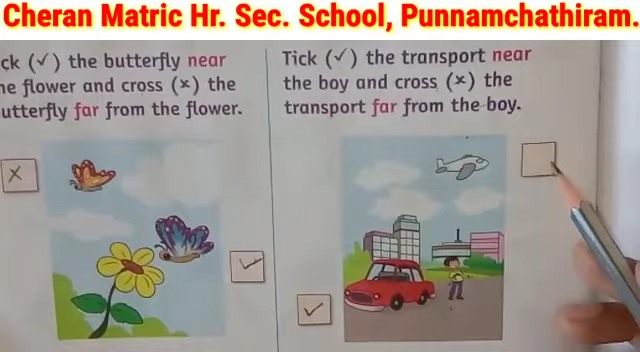 Cheran Matric Hr. Sec. School, Punnamchathiram.
ck (✓) the butterfly near
he flower and cross (×) the
utterfly far from the flower.
Tick (✓) the transport near
the boy and cross (×) the
transport far from the boy.